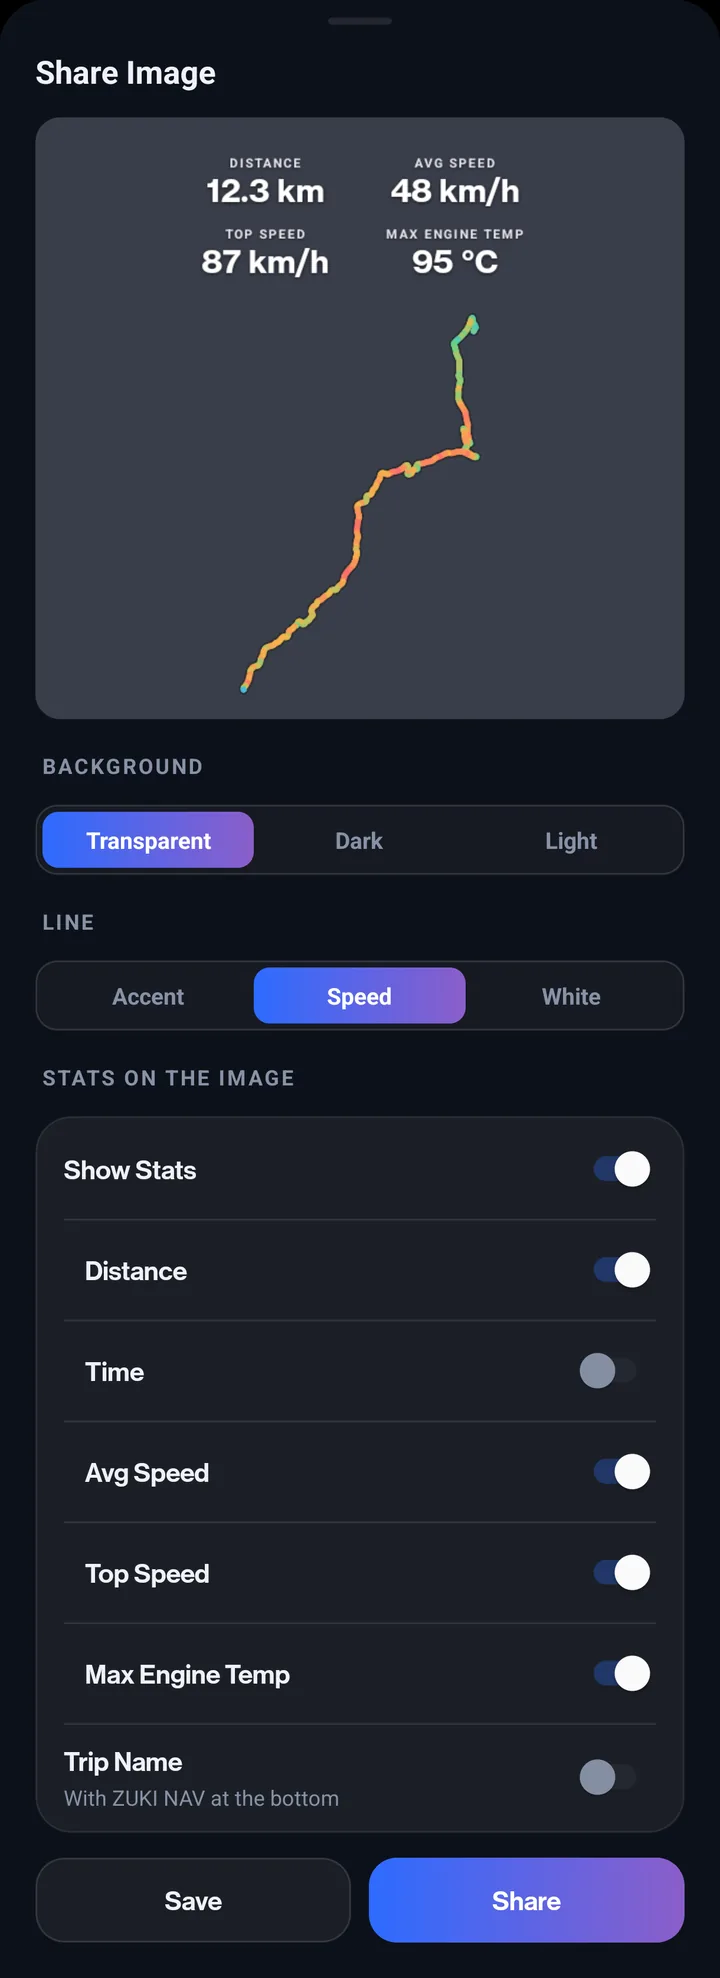 Share Image
DISTANCE
12.3 km
AVG SPEED
48 km/h
TOP SPEED
87 km/h
MAX ENGINE TEMP
95 °C
BACKGROUND
Transparent
Dark
Light
LINE
Accent
Speed
White
STATS ON THE IMAGE
Show Stats
Distance
Time
Avg Speed
Top Speed
Max Engine Temp
Trip Name
With ZUKI NAV at the bottom
Save
Share